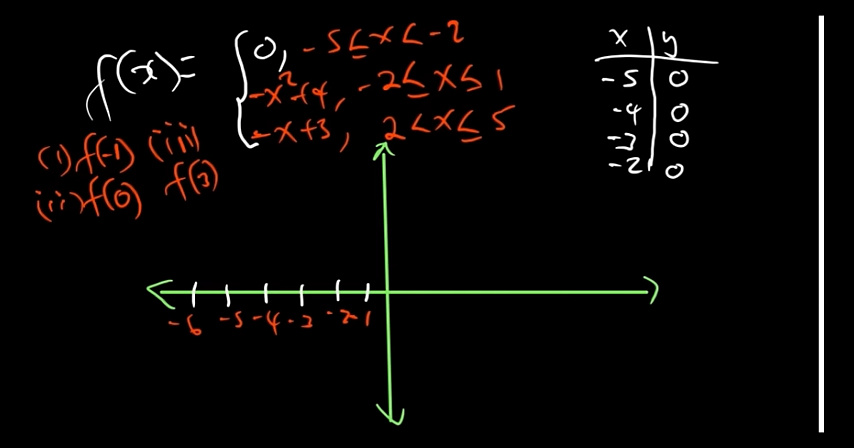 f(x)= { 0, -5≤x<-2
-x²+4, -2≤x≤1
-x+3, 2<x≤5
(i) f(-1) (iii) f(3)
(ii) f(0)
x | y
-5 | 0
-4 | 0
-3 | 0
-2 | 0
-6 -5 -4 -3 -2 -1